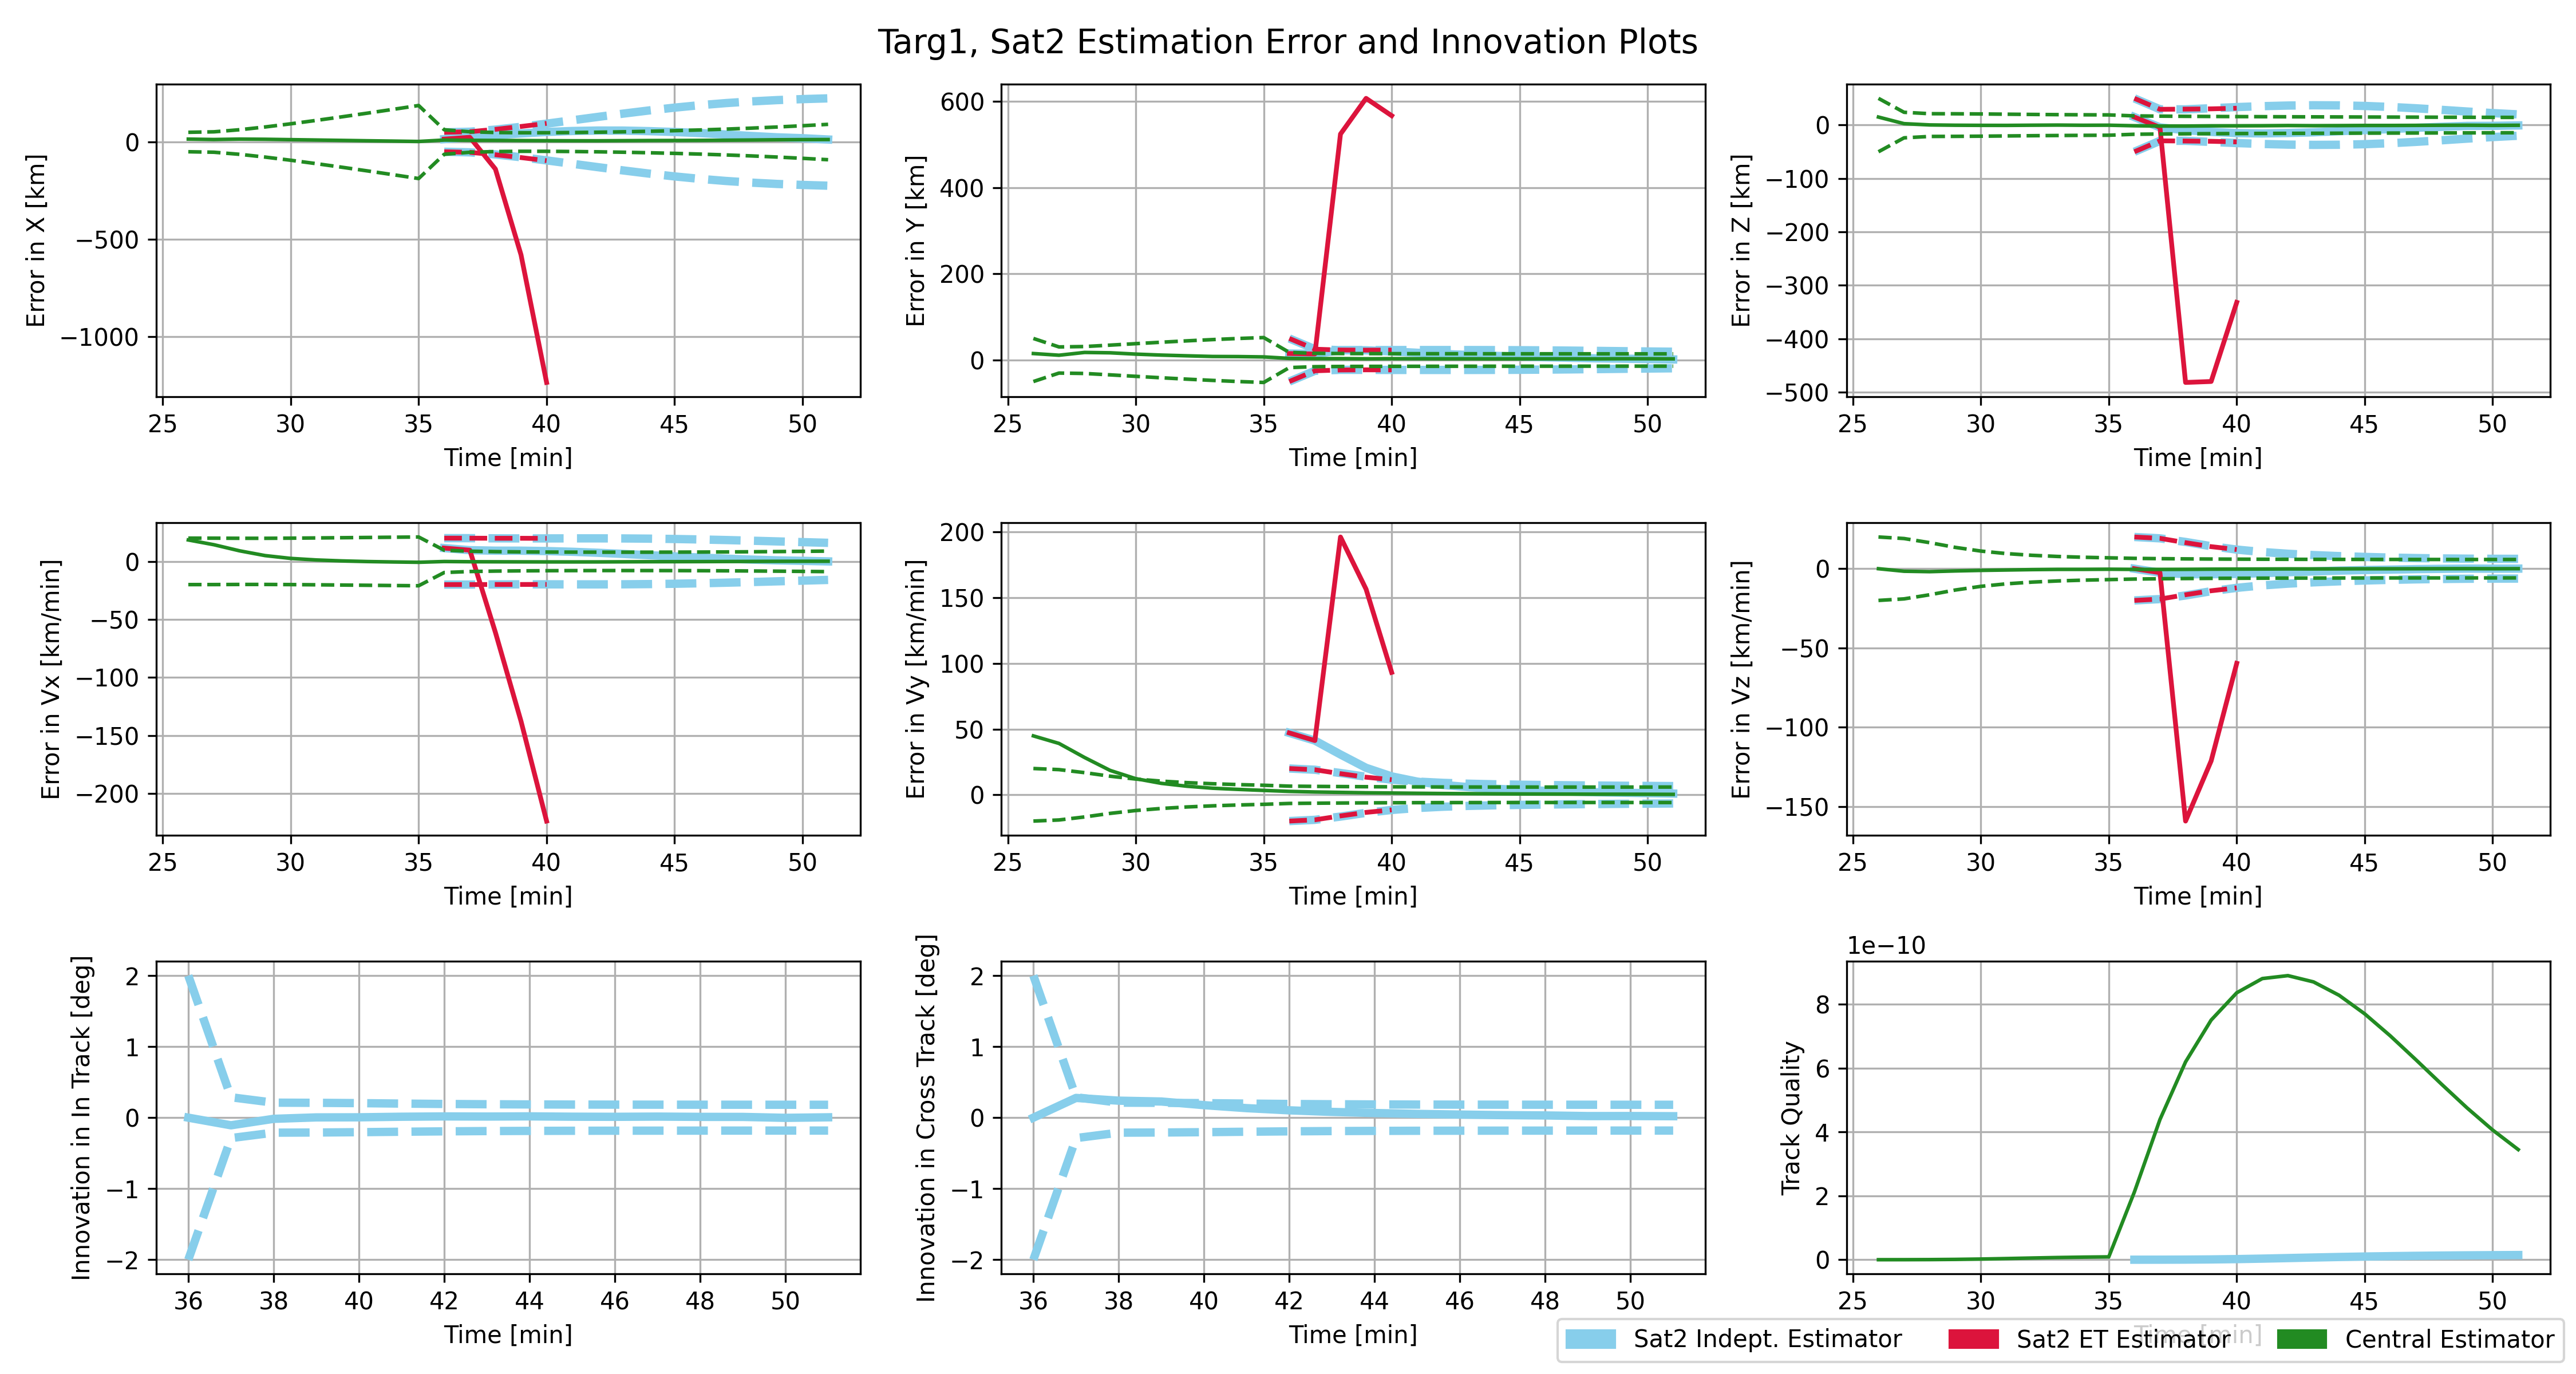 Targ1, Sat2 Estimation Error and Innovation Plots
Error in X [km]
0
−500
−1000
25 30 35 40 45 50
Time [min]
Error in Y [km]
600
400
200
0
25 30 35 40 45 50
Time [min]
Error in Z [km]
0
−100
−200
−300
−400
−500
25 30 35 40 45 50
Time [min]
Error in Vx [km/min]
0
−50
−100
−150
−200
25 30 35 40 45 50
Time [min]
Error in Vy [km/min]
200
150
100
50
0
25 30 35 40 45 50
Time [min]
Error in Vz [km/min]
0
−50
−100
−150
25 30 35 40 45 50
Time [min]
Innovation in In Track [deg]
2
1
0
−1
−2
36 38 40 42 44 46 48 50
Time [min]
Innovation in Cross Track [deg]
2
1
0
−1
−2
36 38 40 42 44 46 48 50
Time [min]
1e−10
Track Quality
8
6
4
2
0
25 30 35 40 45 50
Time [min]
Sat2 Indept. Estimator
Sat2 ET Estimator
Central Estimator